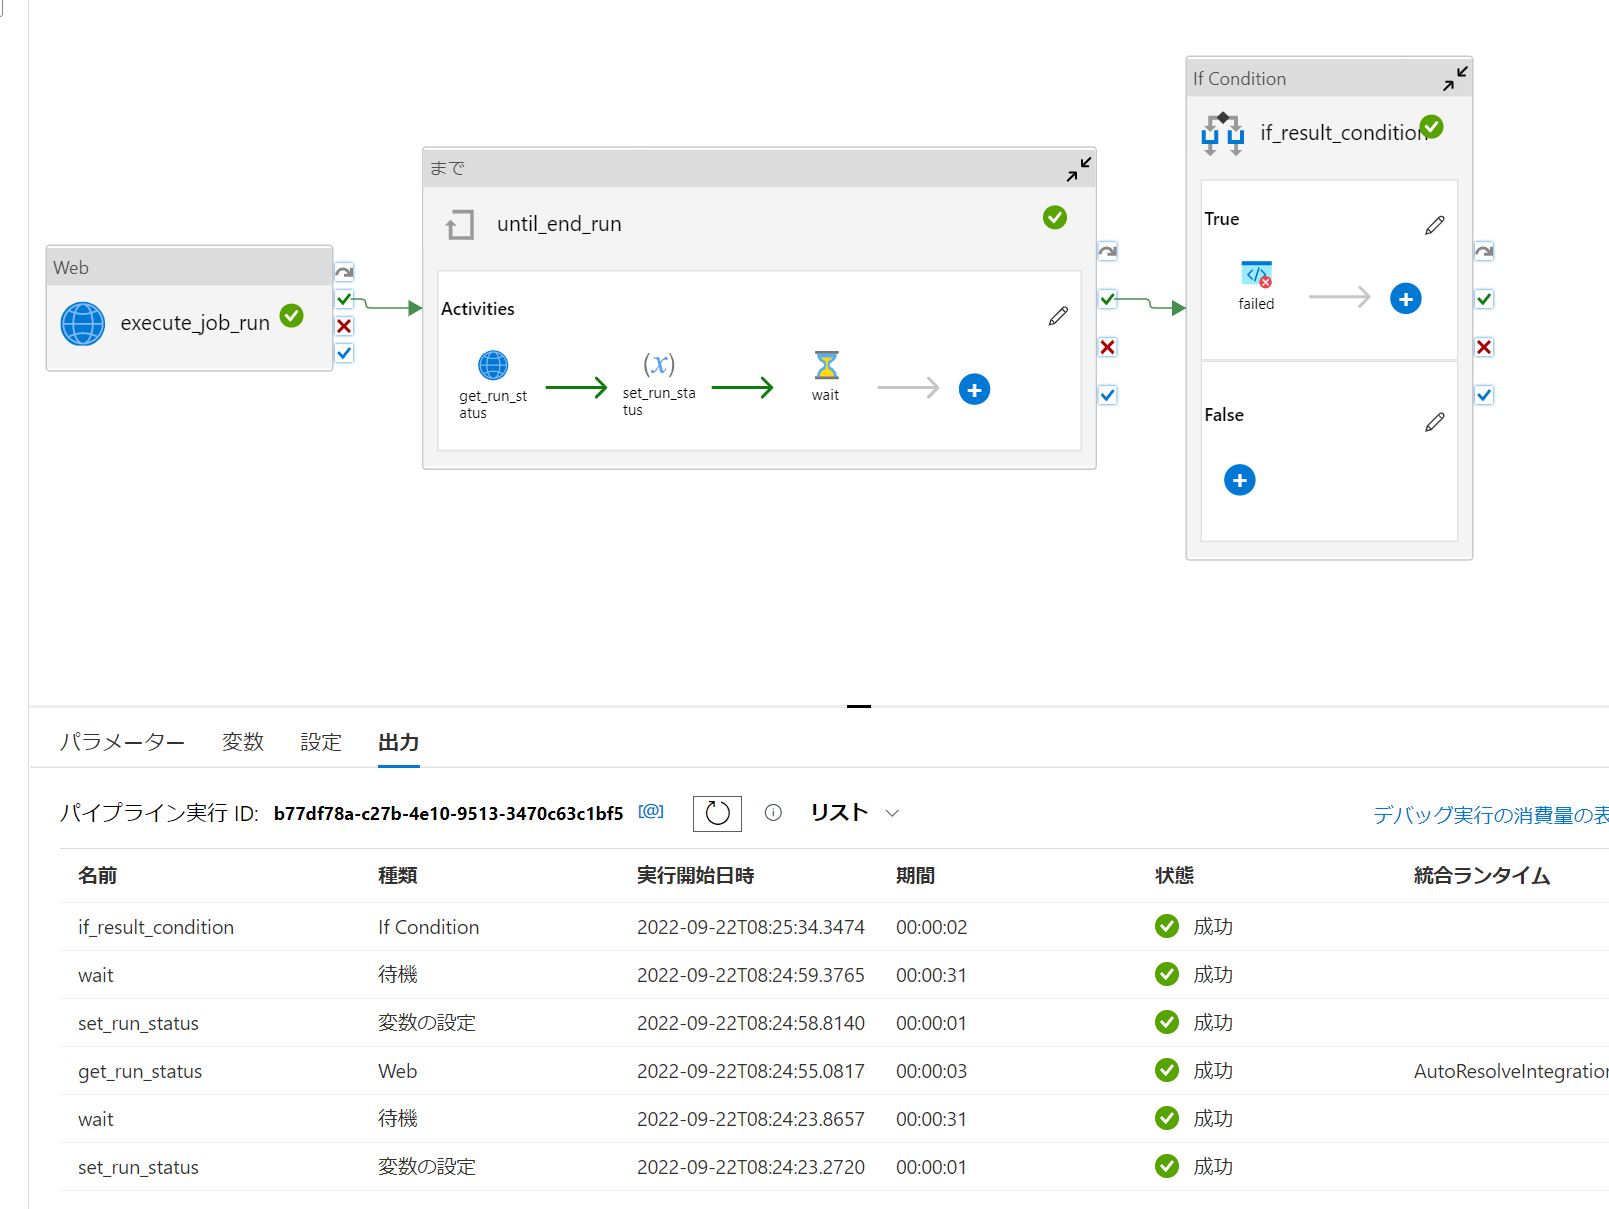 If Condition
if_result_condition
True
failed
False
まで
until_end_run
Activities
get_run_st
atus
(x)
set_run_sta
tus
wait
Web
execute_job_run
パラメーター 変数 設定 出力
パイプライン実行 ID: b77df78a-c27b-4e10-9513-3470c63c1bf5 [@] リスト デバッグ実行の消費量の表
名前 種類 実行開始日時 期間 状態 統合ランタイム
if_result_condition If Condition 2022-09-22T08:25:34.3474 00:00:02 成功
wait 待機 2022-09-22T08:24:59.3765 00:00:31 成功
set_run_status 変数の設定 2022-09-22T08:24:58.8140 00:00:01 成功
get_run_status Web 2022-09-22T08:24:55.0817 00:00:03 成功 AutoResolveIntegration
wait 待機 2022-09-22T08:24:23.8657 00:00:31 成功
set_run_status 変数の設定 2022-09-22T08:24:23.2720 00:00:01 成功